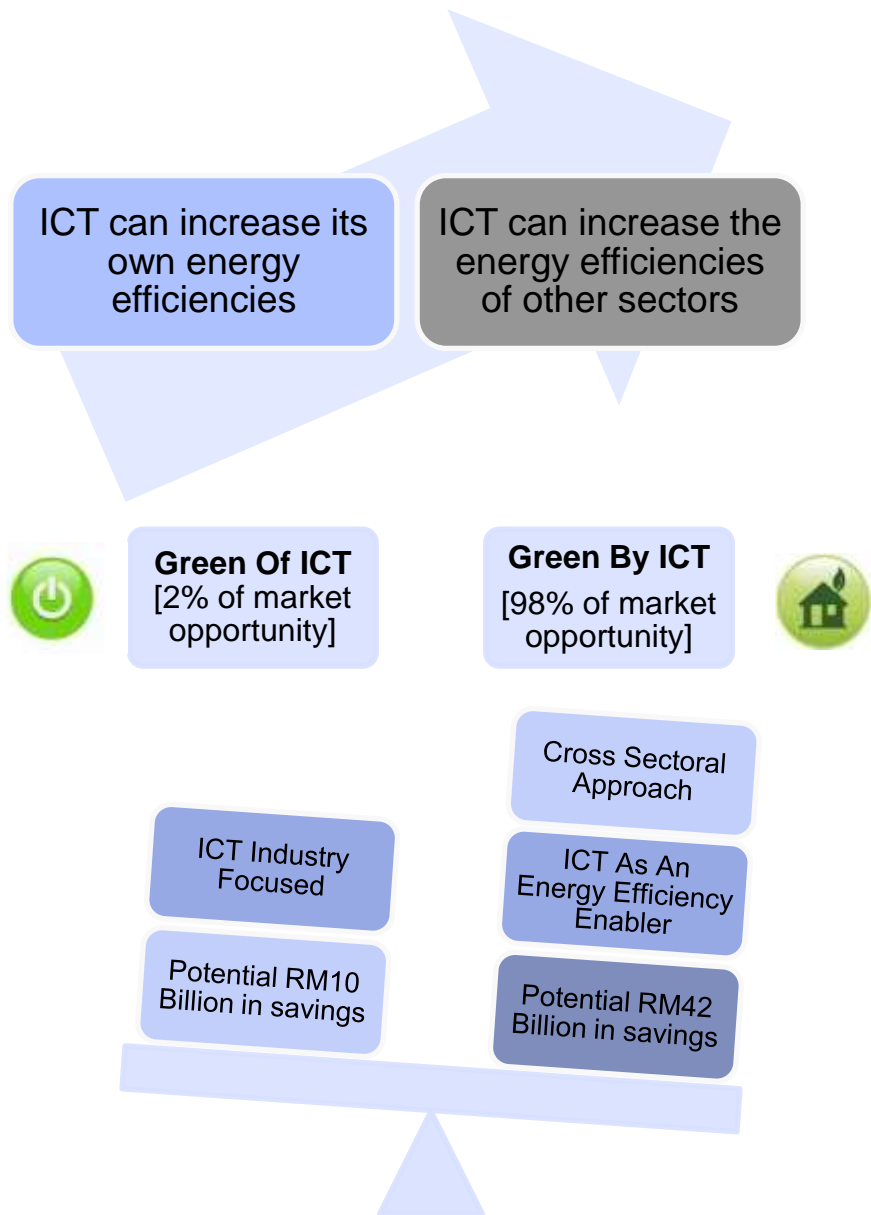 ICT can increase its
own energy
efficiencies
ICT can increase the
energy efficiencies
of other sectors
Green Of ICT
[2% of market
opportunity]
Green By ICT
[98% of market
opportunity]
ICT Industry
Focused
Potential RM10
Billion in savings
Cross Sectoral
Approach
ICT As An
Energy Efficiency
Enabler
Potential RM42
Billion in savings